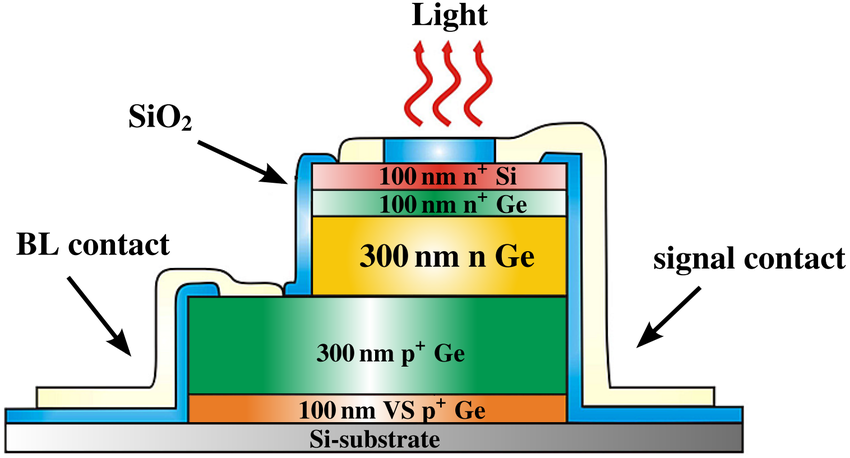 Light
SiO₂
100 nm n⁺ Si
100 nm n⁺ Ge
BL contact
300 nm n Ge
signal contact
300 nm p⁺ Ge
100 nm VS p⁺ Ge
Si-substrate